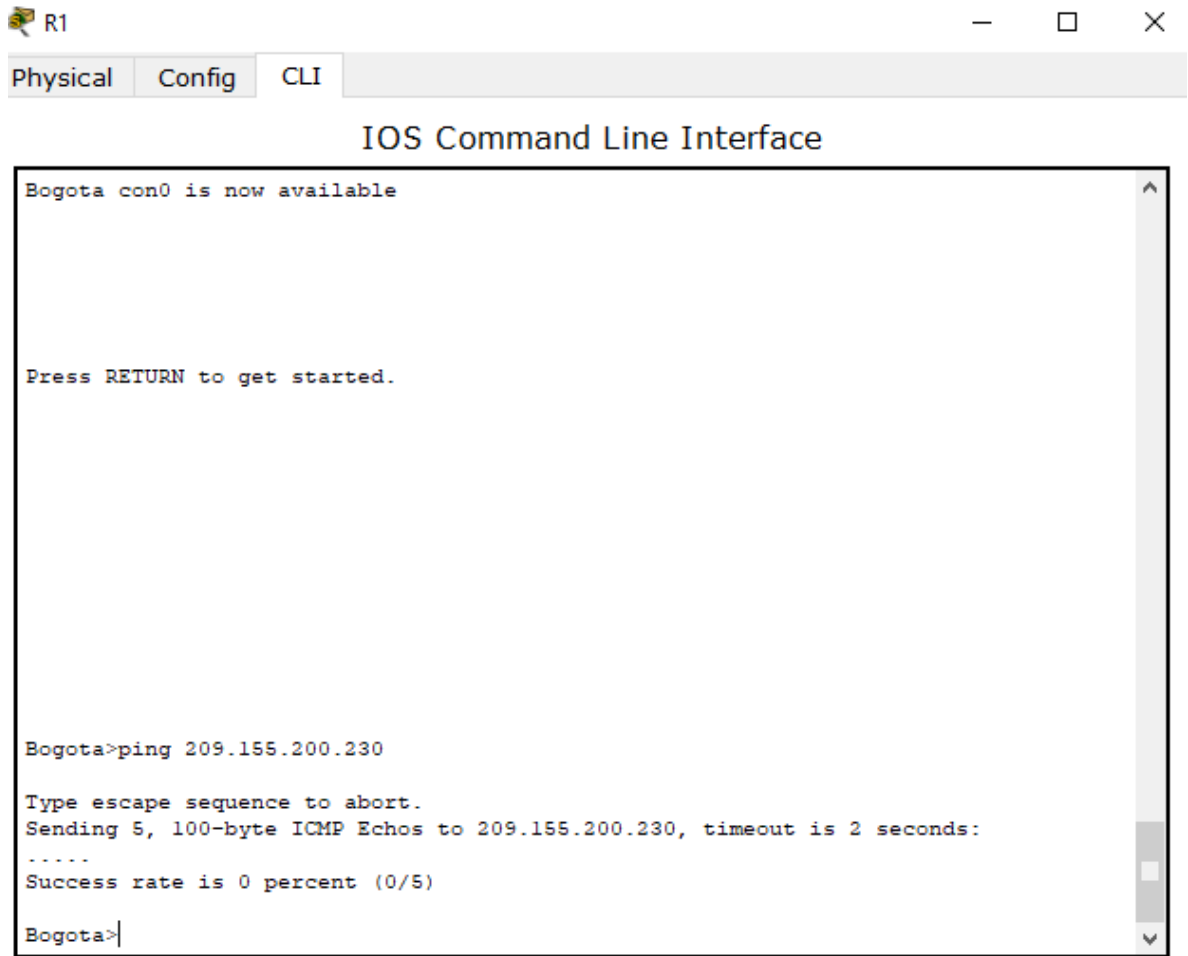 R1
Physical Config CLI
IOS Command Line Interface
Bogota con0 is now available
Press RETURN to get started.
Bogota>ping 209.155.200.230
Type escape sequence to abort.
Sending 5, 100-byte ICMP Echos to 209.155.200.230, timeout is 2 seconds:
.....
Success rate is 0 percent (0/5)
Bogota>